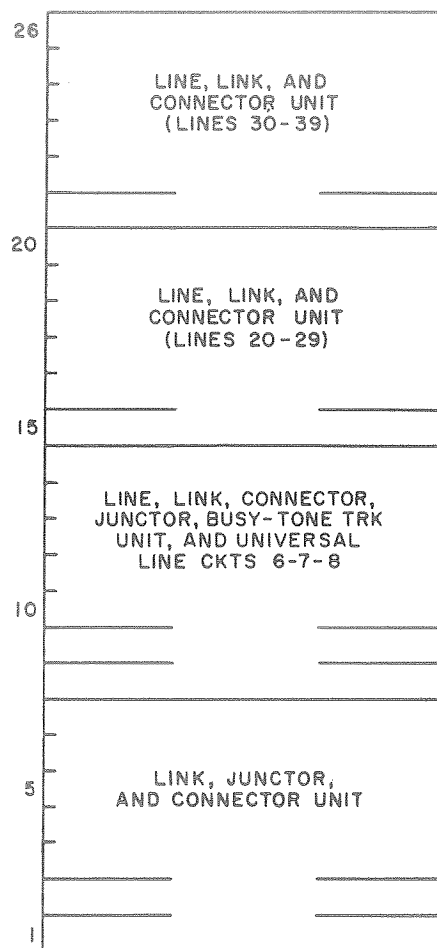 26
LINE, LINK, AND
CONNECTOR UNIT
(LINES 30-39)
20
LINE, LINK, AND
CONNECTOR UNIT
(LINES 20-29)
15
LINE, LINK, CONNECTOR,
JUNCTOR, BUSY-TONE TRK
UNIT, AND UNIVERSAL
LINE CKTS 6-7-8
10
LINK, JUNCTOR,
5
AND CONNECTOR UNIT
1